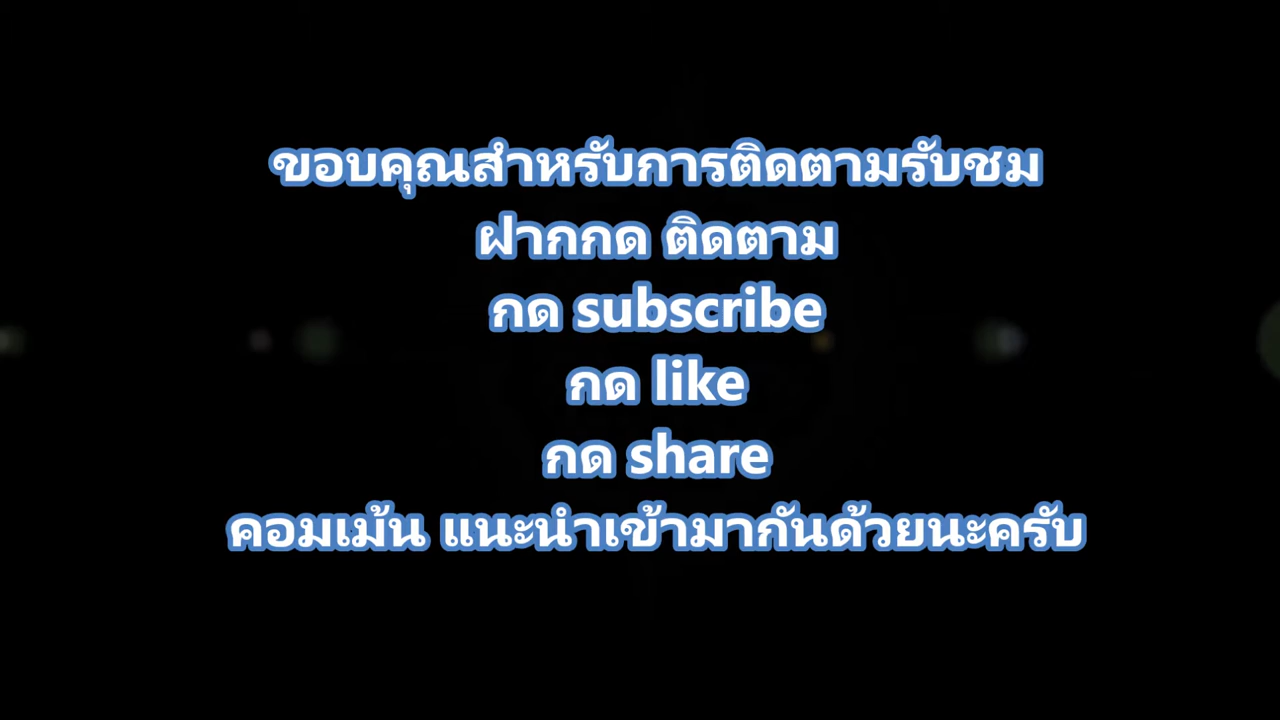 ขอบคุณสำหรับการติดตามรับชม
ฝากกด ติดตาม
กด subscribe
กด like
กด share
คอมเม้น แนะนำเข้ามากันด้วยนะครับ